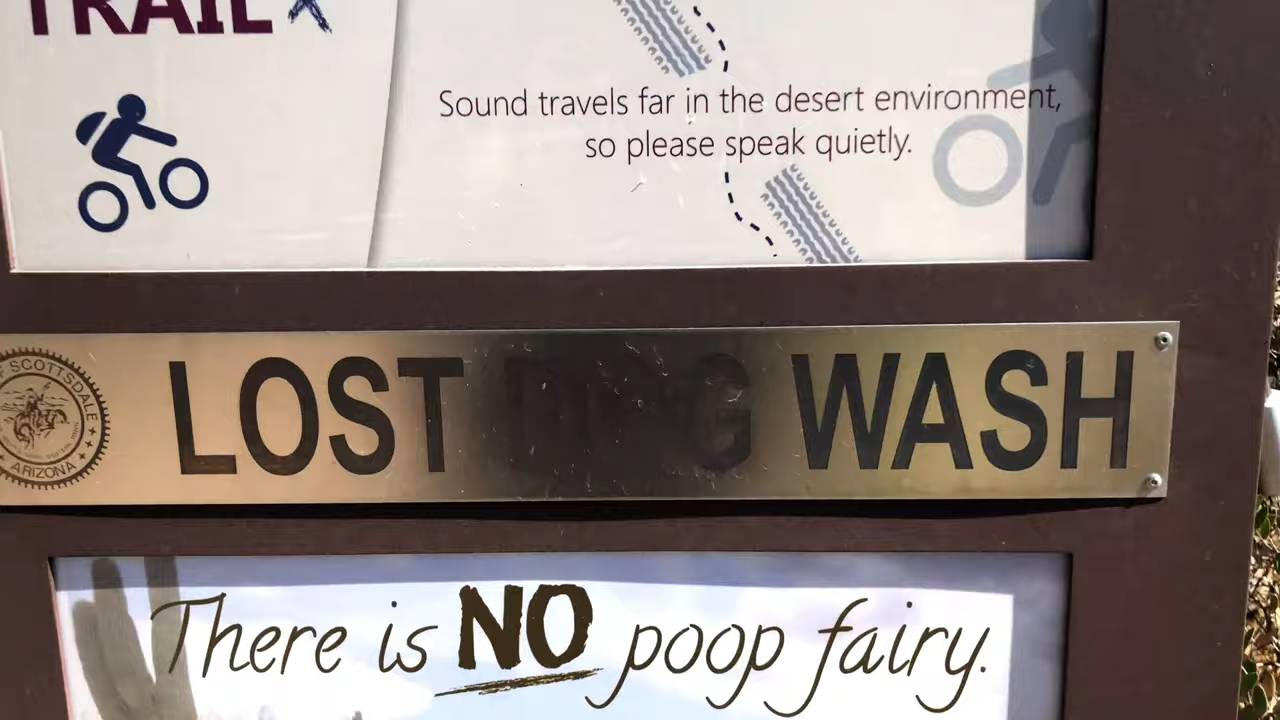 TRAIL
Sound travels far in the desert environment,
so please speak quietly.
SCOTTSDALE
ARIZONA
LOST WASH
There is NO poop fairy.